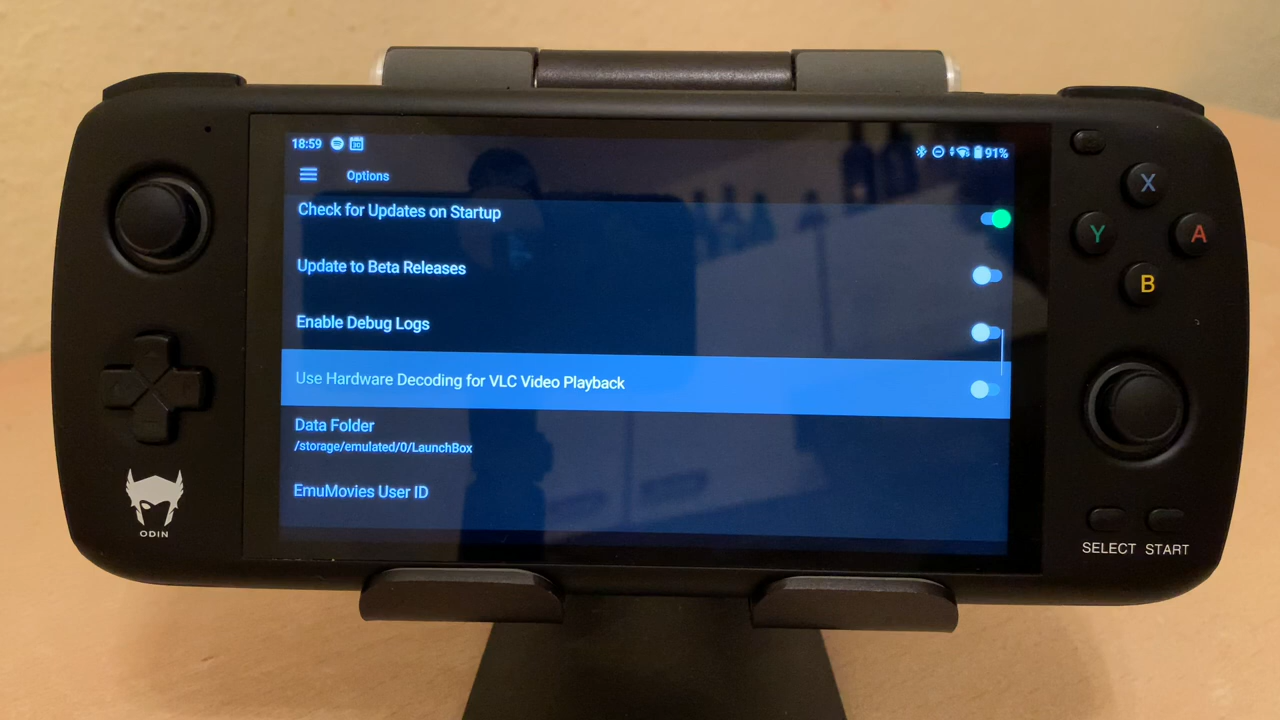 18:59
91%
Options
Check for Updates on Startup
Update to Beta Releases
Enable Debug Logs
Use Hardware Decoding for VLC Video Playback
Data Folder
/storage/emulated/0/LaunchBox
EmuMovies User ID
X
Y
A
B
ODIN
SELECT START